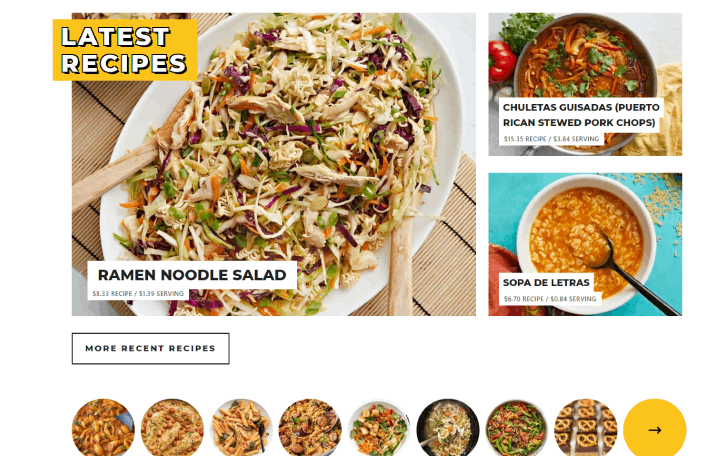 LATEST
RECIPES
RAMEN NOODLE SALAD
$8.33 RECIPE / $1.39 SERVING
CHULETAS GUISADAS (PUERTO
RICAN STEWED PORK CHOPS)
$15.35 RECIPE / $3.84 SERVING
SOPA DE LETRAS
$6.70 RECIPE / $0.84 SERVING
MORE RECENT RECIPES